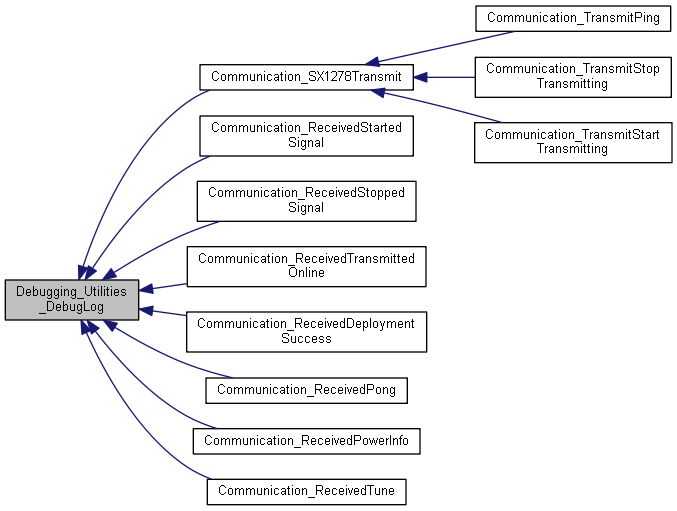 Communication_TransmitPing
Communication_TransmitStop
Transmitting
Communication_TransmitStart
Transmitting
Communication_SX1278Transmit
Communication_ReceivedStarted
Signal
Communication_ReceivedStopped
Signal
Communication_ReceivedTransmitted
Online
Communication_ReceivedDeployment
Success
Communication_ReceivedPong
Communication_ReceivedPowerInfo
Communication_ReceivedTune
Debugging_Utilities
_DebugLog